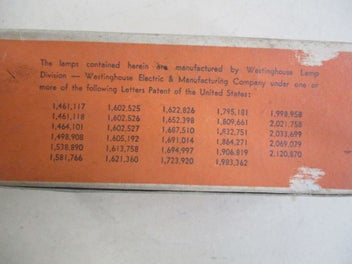 The lamps contained herein are manufactured by Westinghouse Lamp
Division — Westinghouse Electric & Manufacturing Company under one or
more of the following Letters Patent of the United States:
1,461,117 1,602,525 1,622,826 1,795,181 1,998,958
1,461,118 1,602,526 1,652,398 1,809,661 2,021,758
1,464,101 1,602,527 1,687,510 1,832,751 2,033,699
1,498,908 1,605,192 1,691,014 1,864,271 2,069,079
1,538,890 1,613,758 1,694,997 1,906,819 2,120,870
1,581,766 1,621,360 1,723,920 1,983,362